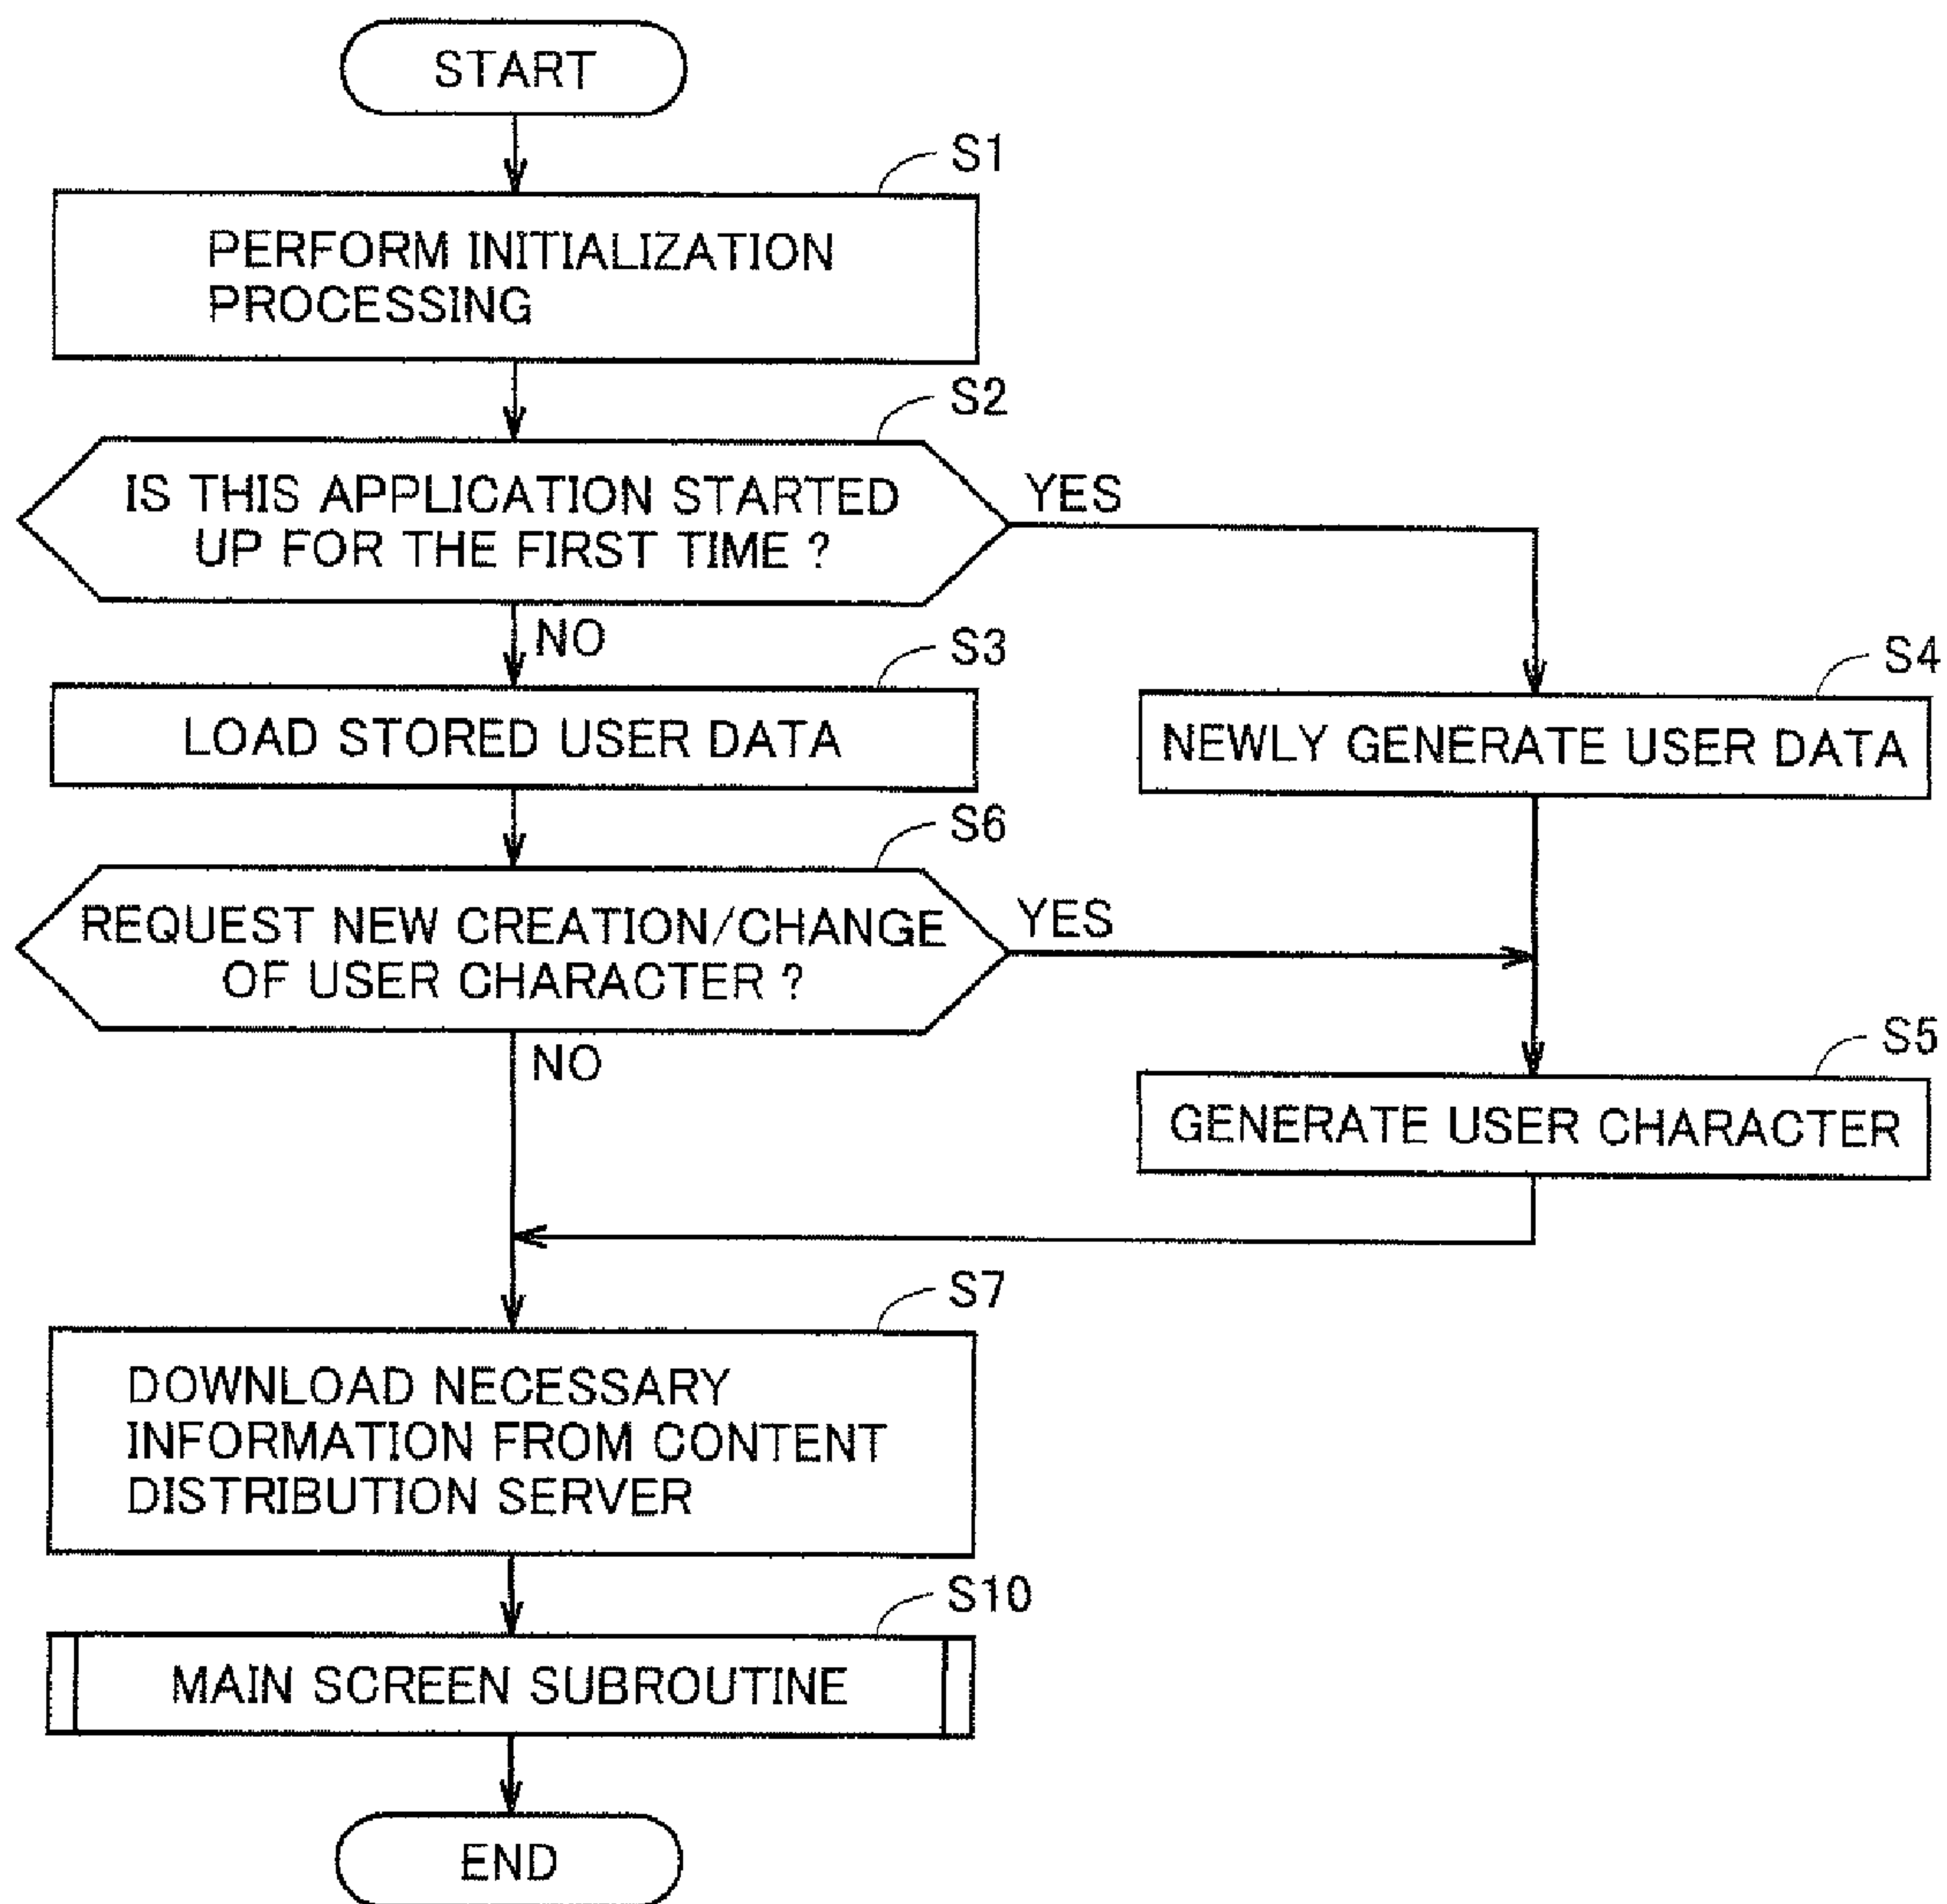 START
S1
PERFORM INITIALIZATION
PROCESSING
S2
IS THIS APPLICATION STARTED
UP FOR THE FIRST TIME ?
YES
NO
S3
LOAD STORED USER DATA
S4
NEWLY GENERATE USER DATA
S6
REQUEST NEW CREATION/CHANGE
OF USER CHARACTER ?
YES
NO
S5
GENERATE USER CHARACTER
S7
DOWNLOAD NECESSARY
INFORMATION FROM CONTENT
DISTRIBUTION SERVER
S10
MAIN SCREEN SUBROUTINE
END